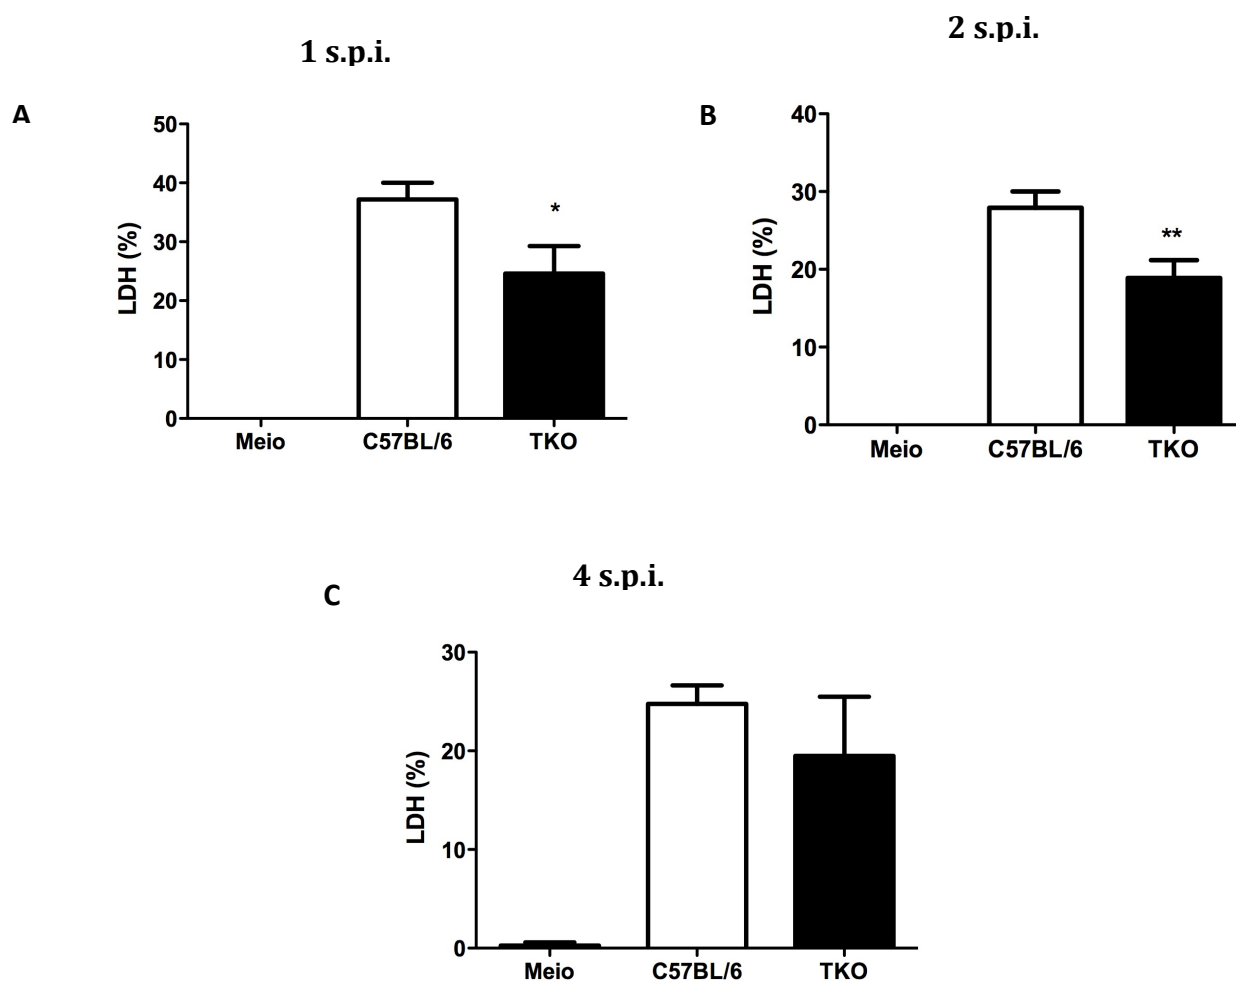 1 s.p.i.
A
50
40
30
20
10
0
LDH (%)
*
Meio C57BL/6 TKO
2 s.p.i.
B
40
30
20
10
0
LDH (%)
**
Meio C57BL/6 TKO
4 s.p.i.
C
30
20
10
0
LDH (%)
Meio C57BL/6 TKO